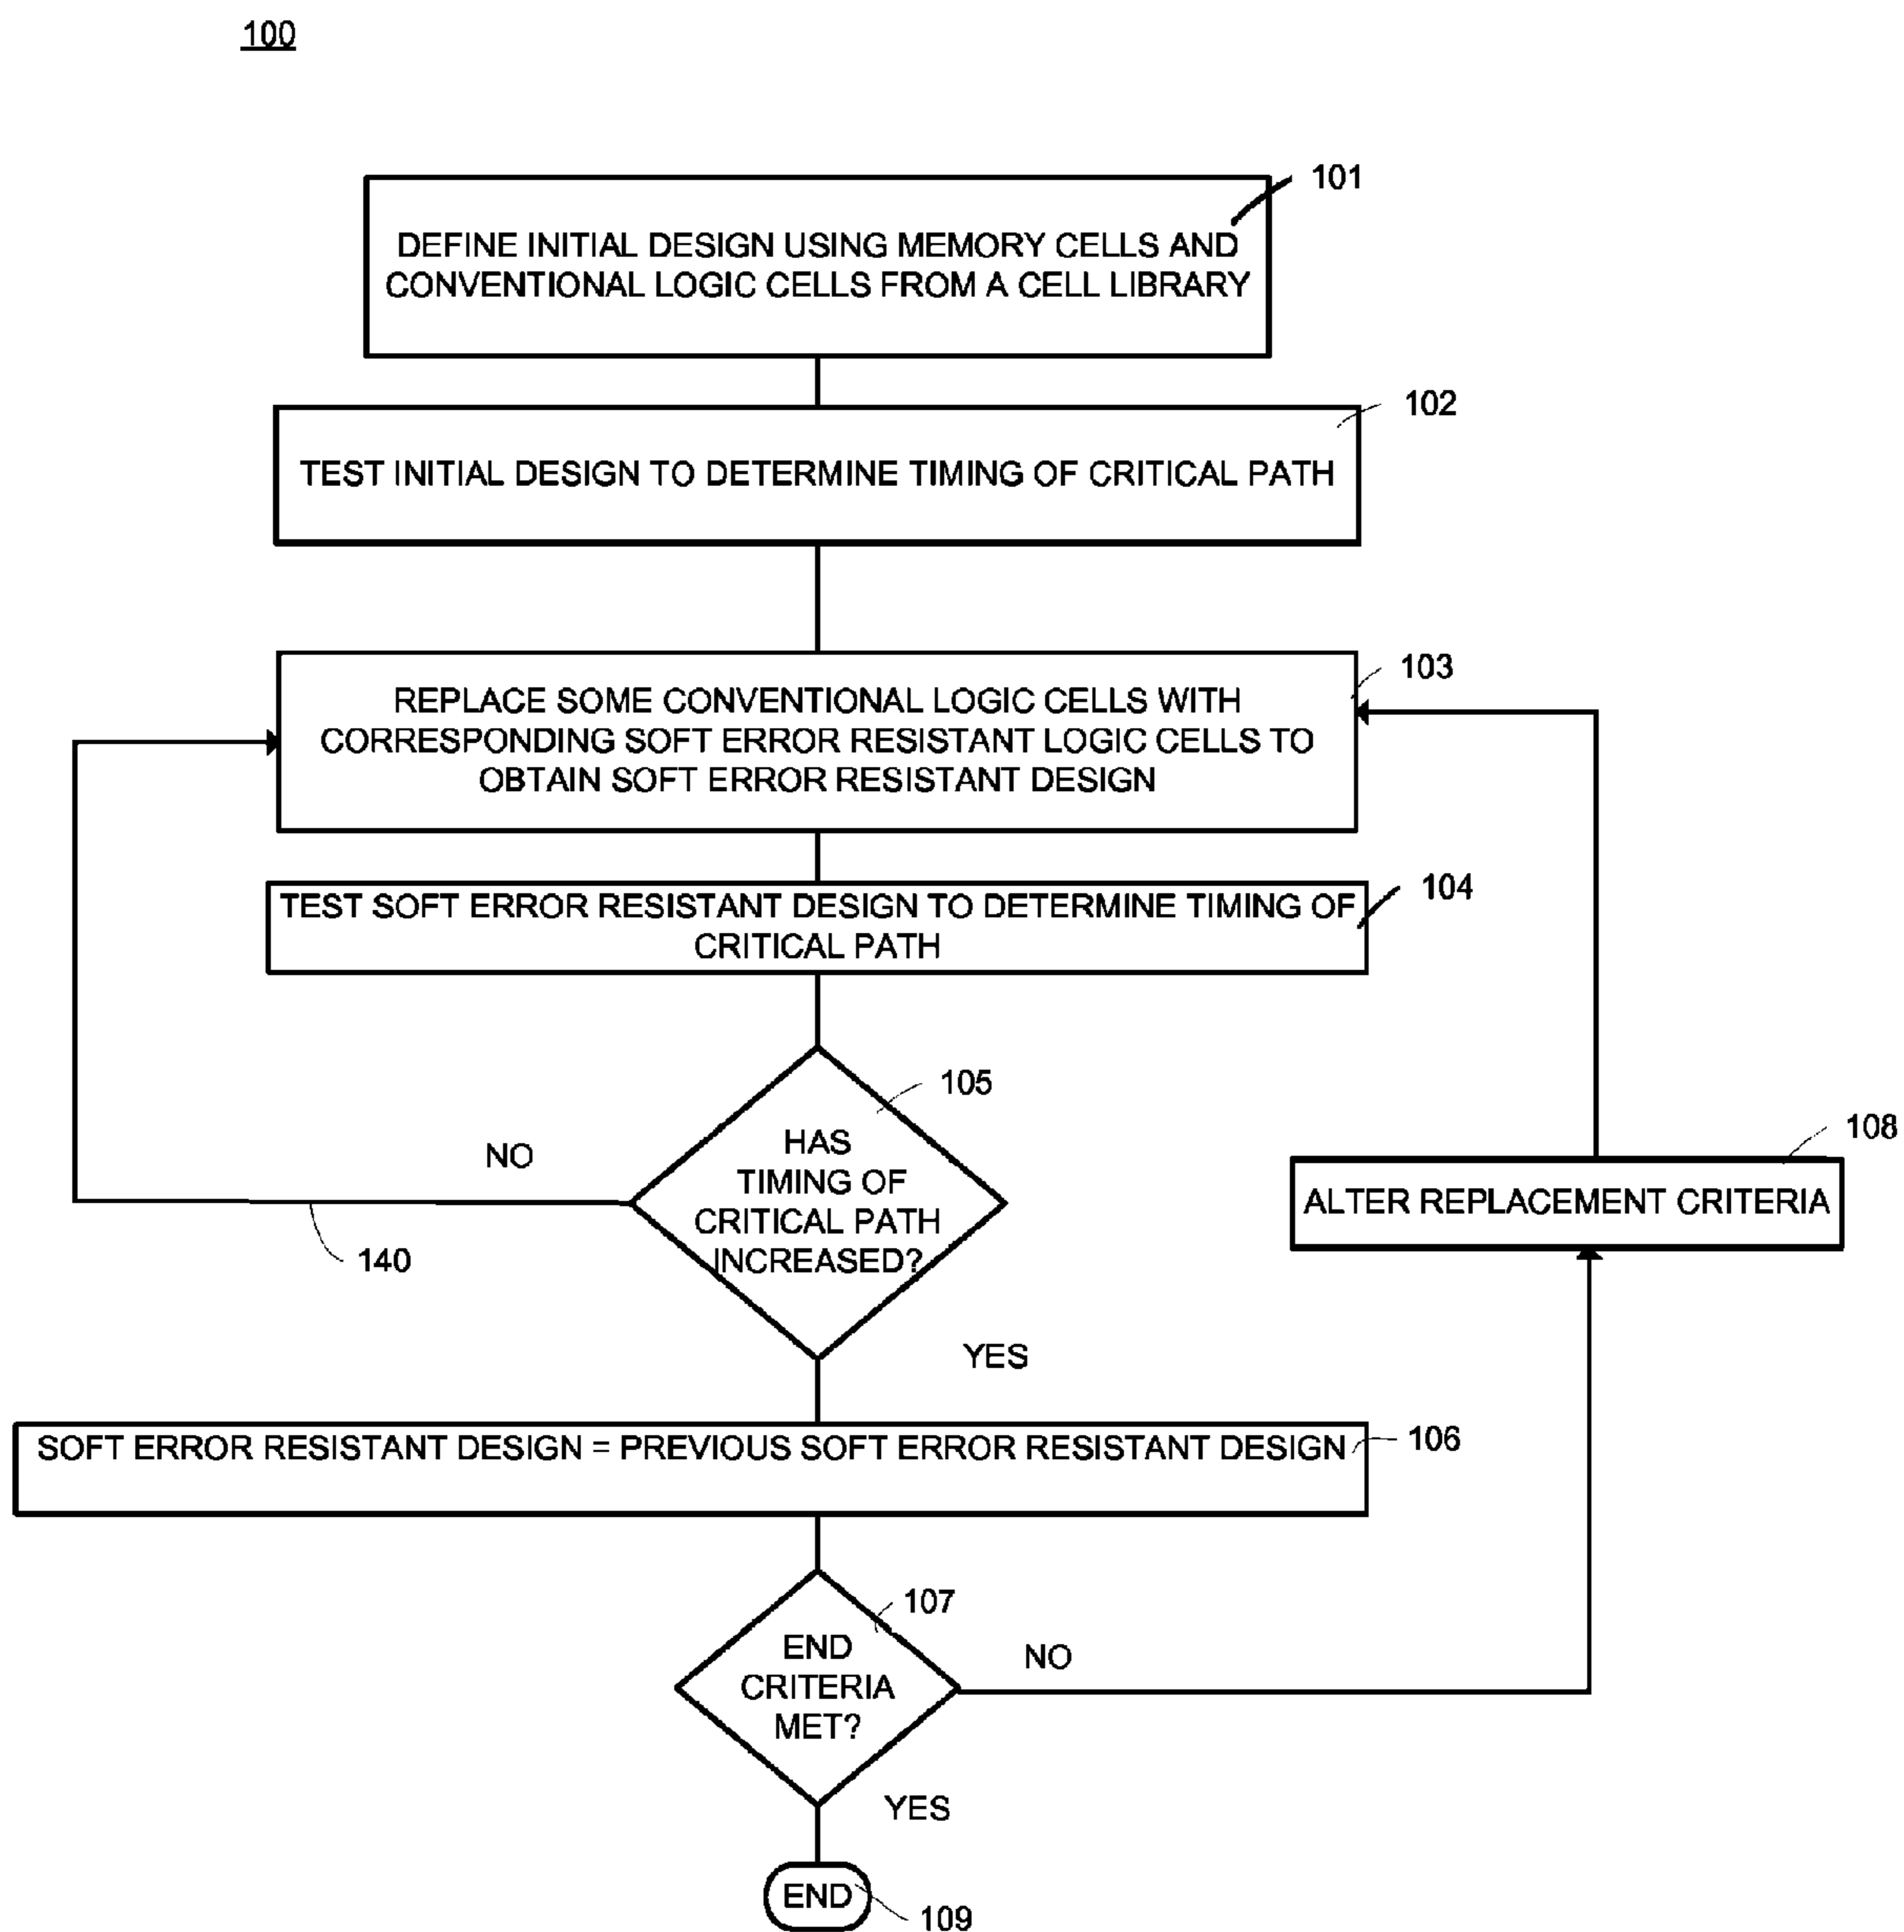 100
101
DEFINE INITIAL DESIGN USING MEMORY CELLS AND
CONVENTIONAL LOGIC CELLS FROM A CELL LIBRARY
102
TEST INITIAL DESIGN TO DETERMINE TIMING OF CRITICAL PATH
103
REPLACE SOME CONVENTIONAL LOGIC CELLS WITH
CORRESPONDING SOFT ERROR RESISTANT LOGIC CELLS TO
OBTAIN SOFT ERROR RESISTANT DESIGN
104
TEST SOFT ERROR RESISTANT DESIGN TO DETERMINE TIMING OF
CRITICAL PATH
105
HAS
TIMING OF
CRITICAL PATH
INCREASED?
NO
140
108
ALTER REPLACEMENT CRITERIA
YES
SOFT ERROR RESISTANT DESIGN = PREVIOUS SOFT ERROR RESISTANT DESIGN
106
107
END
CRITERIA
MET?
NO
YES
END
109